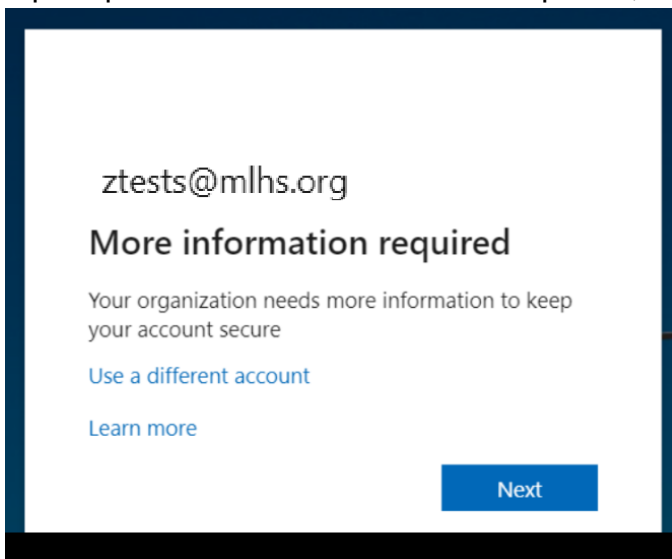 ztests@mlhs.org
More information required
Your organization needs more information to keep
your account secure
Use a different account
Learn more
Next